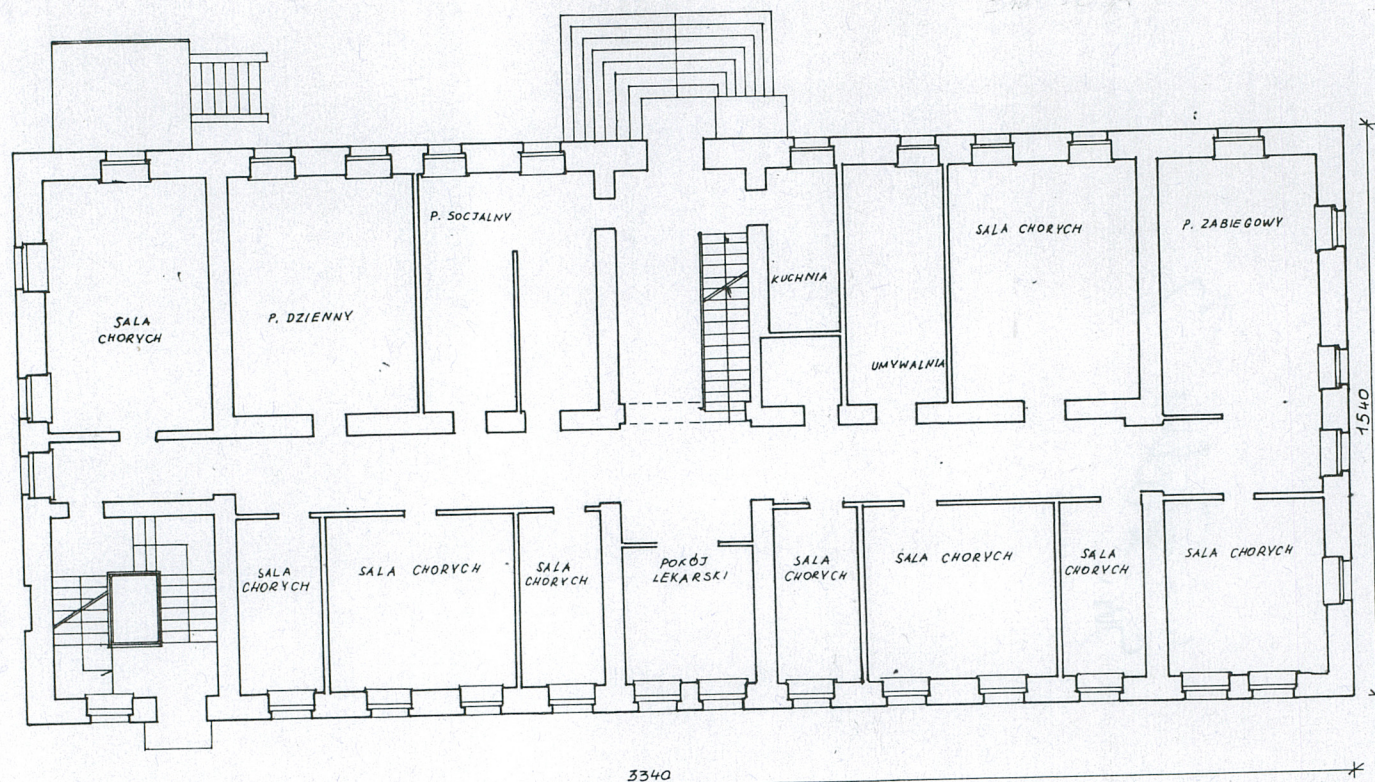 P. SOCJALNY
SALA CHORYCH
P. ZABIEGOWY
KUCHNIA
SALA
CHORYCH
P. DZIENNY
UMYWALNIA
1540
SALA
CHORYCH
SALA CHORYCH
SALA
CHORYCH
POKÓJ
LEKARSKI
SALA
CHORYCH
SALA CHORYCH
SALA
CHORYCH
SALA CHORYCH
3340